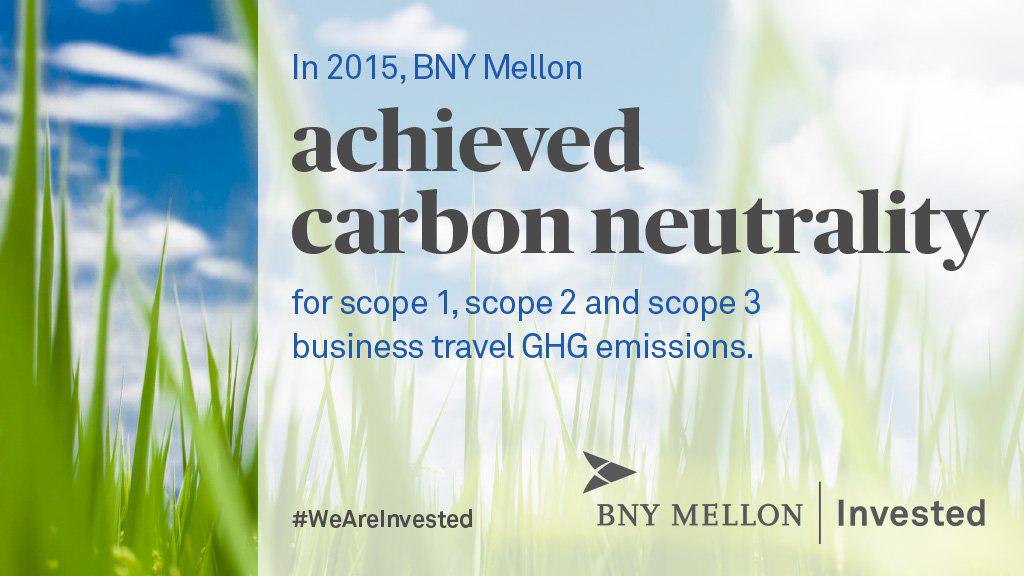 In 2015, BNY Mellon
achieved
carbon neutrality
for scope 1, scope 2 and scope 3
business travel GHG emissions.
#WeAreInvested
BNY MELLON | Invested